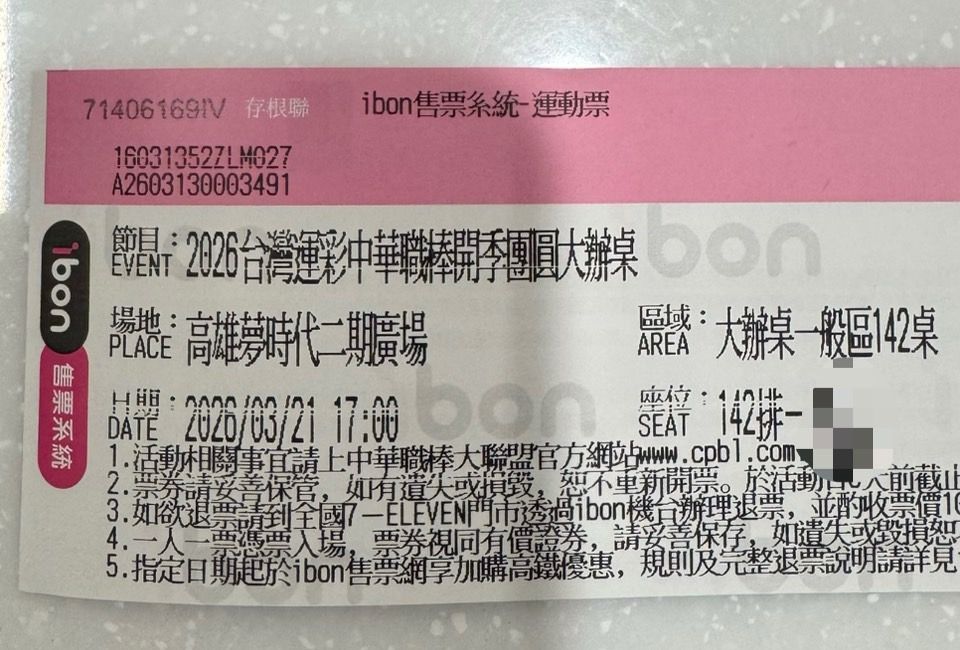 71406169IV 存根聯 ibon售票系統-運動票
16031352ZLM027
A2603130003491
ibon
售票系統
節目：2026台灣運彩中華職棒開季團圓大辦桌
EVENT
場地：高雄夢時代二期廣場
PLACE
區域：大辦桌一般區142桌
AREA
日期：2026/03/21 17:00
DATE
座位：142排-
SEAT
1.活動相關事宜請上中華職棒大聯盟官方網站www.cpbl.com
2.票券請妥善保管，如有遺失或損毀，恕不重新開票。於活動 前截止
3.如欲退票請到全國7-ELEVEN門市透過ibon機台辦理退票，並酌收票價10
4.一人一票憑票入場，票券視同有價證券，請妥善保存，如遺失或毀損恕
5.指定日期起於ibon售票網享加購高鐵優惠，規則及完整退票說明請詳見